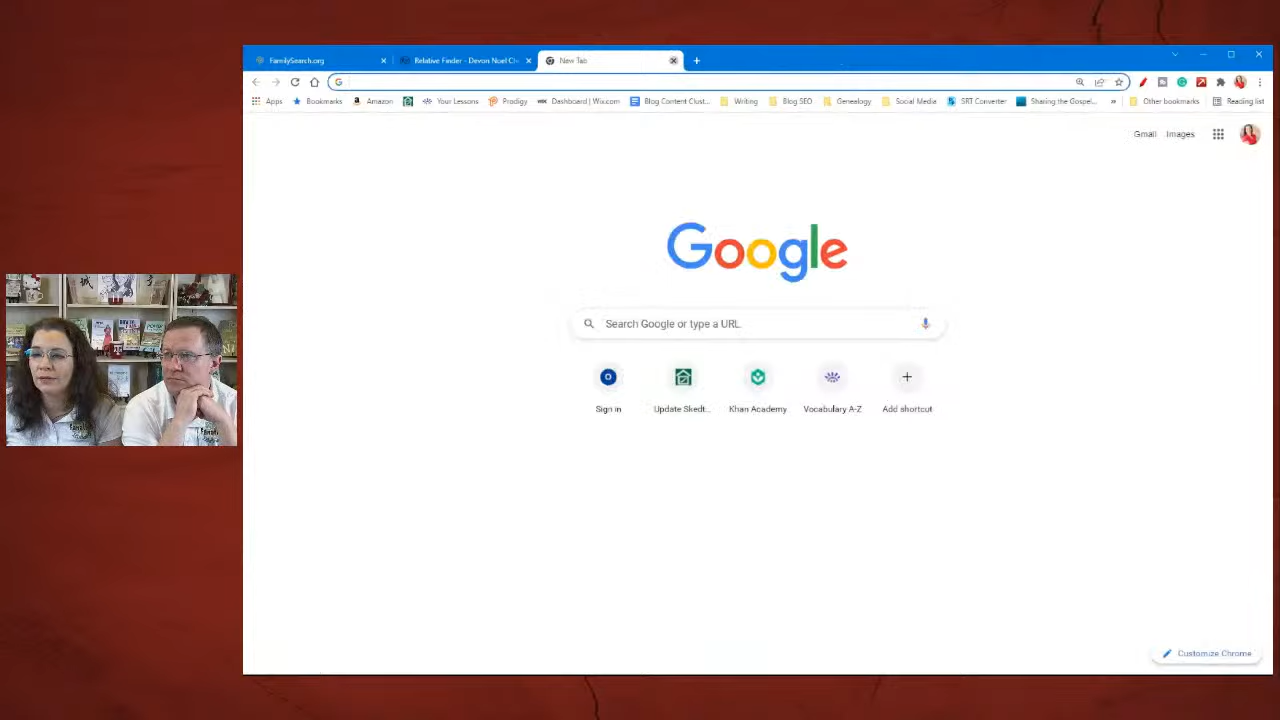 FamilySearch.org
Relative Finder - Devon Noel
New Tab
Apps
Bookmarks
Amazon
Your Lessons
Prodigy
Dashboard | Wix.com
Blog Content Clust...
Writing
Blog SEO
Genealogy
Social Media
SRT Converter
Sharing the Gospel...
»
Other bookmarks
Reading list
Gmail
Images
Google
Search Google or type a URL
Sign in
Update Skedt...
Khan Academy
Vocabulary A-Z
Add shortcut
Customize Chrome